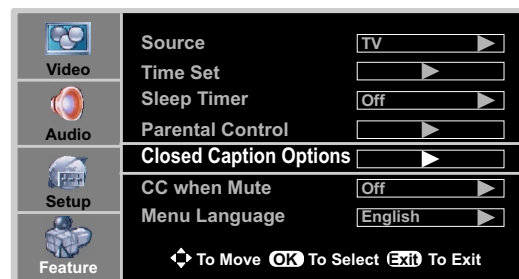 Video
Audio
Setup
Feature
Source TV
Time Set
Sleep Timer Off
Parental Control
Closed Caption Options
CC when Mute Off
Menu Language English
To Move OK To Select Exit To Exit